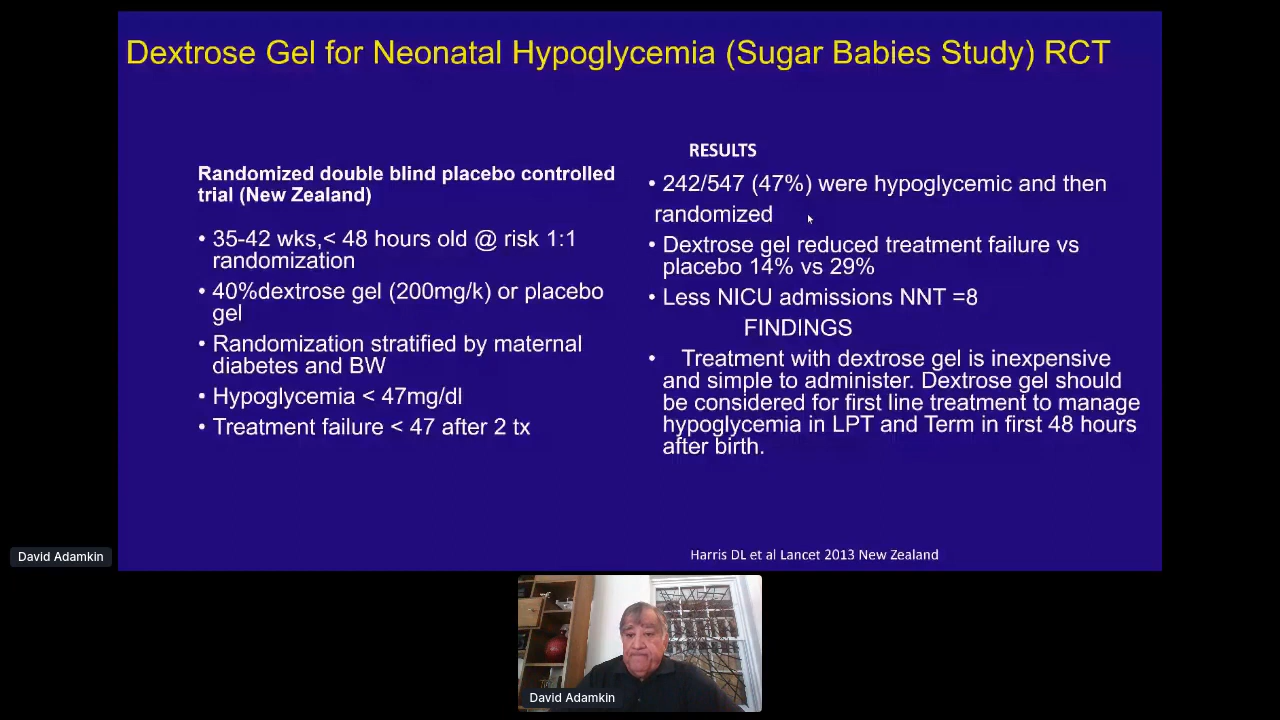 Dextrose Gel for Neonatal Hypoglycemia (Sugar Babies Study) RCT
Randomized double blind placebo controlled
trial (New Zealand)
• 35-42 wks,< 48 hours old @ risk 1:1
randomization
• 40%dextrose gel (200mg/k) or placebo
gel
• Randomization stratified by maternal
diabetes and BW
• Hypoglycemia < 47mg/dl
• Treatment failure < 47 after 2 tx
RESULTS
• 242/547 (47%) were hypoglycemic and then
randomized
• Dextrose gel reduced treatment failure vs
placebo 14% vs 29%
• Less NICU admissions NNT =8
FINDINGS
• Treatment with dextrose gel is inexpensive
and simple to administer. Dextrose gel should
be considered for first line treatment to manage
hypoglycemia in LPT and Term in first 48 hours
after birth.
Harris DL et al Lancet 2013 New Zealand
David Adamkin
David Adamkin